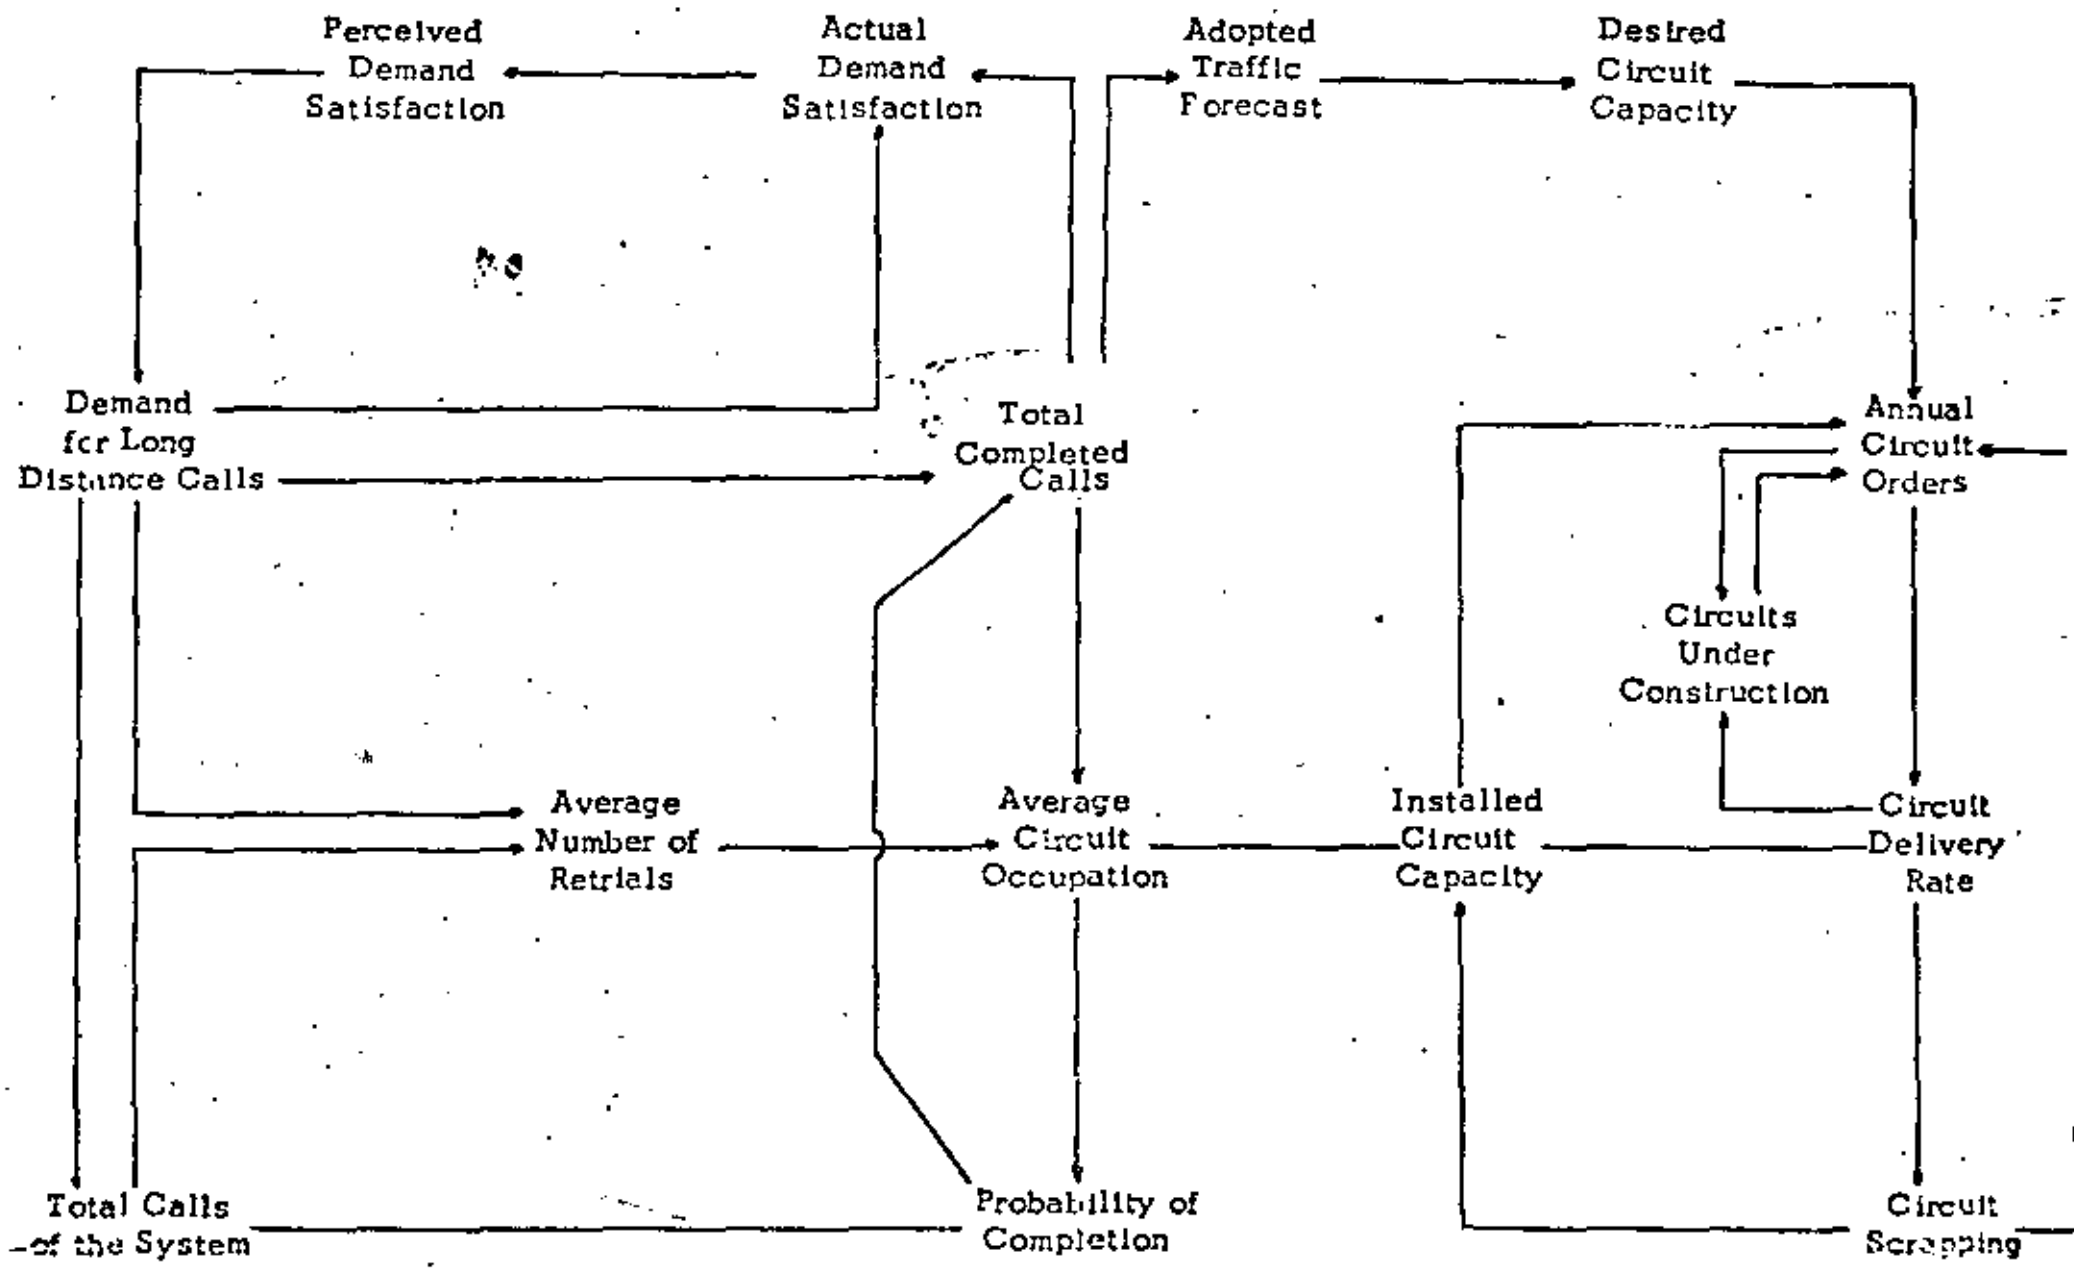 Perceived
Demand
Satisfaction
Actual
Demand
Satisfaction
Adopted
Traffic
Forecast
Desired
Circuit
Capacity
Demand
for Long
Distance Calls
Total
Completed
Calls
Annual
Circuit
Orders
Circuits
Under
Construction
Average
Number of
Retrials
Average
Circuit
Occupation
Installed
Circuit
Capacity
Circuit
Delivery
Rate
Total Calls
of the System
Probability of
Completion
Circuit
Scrapping